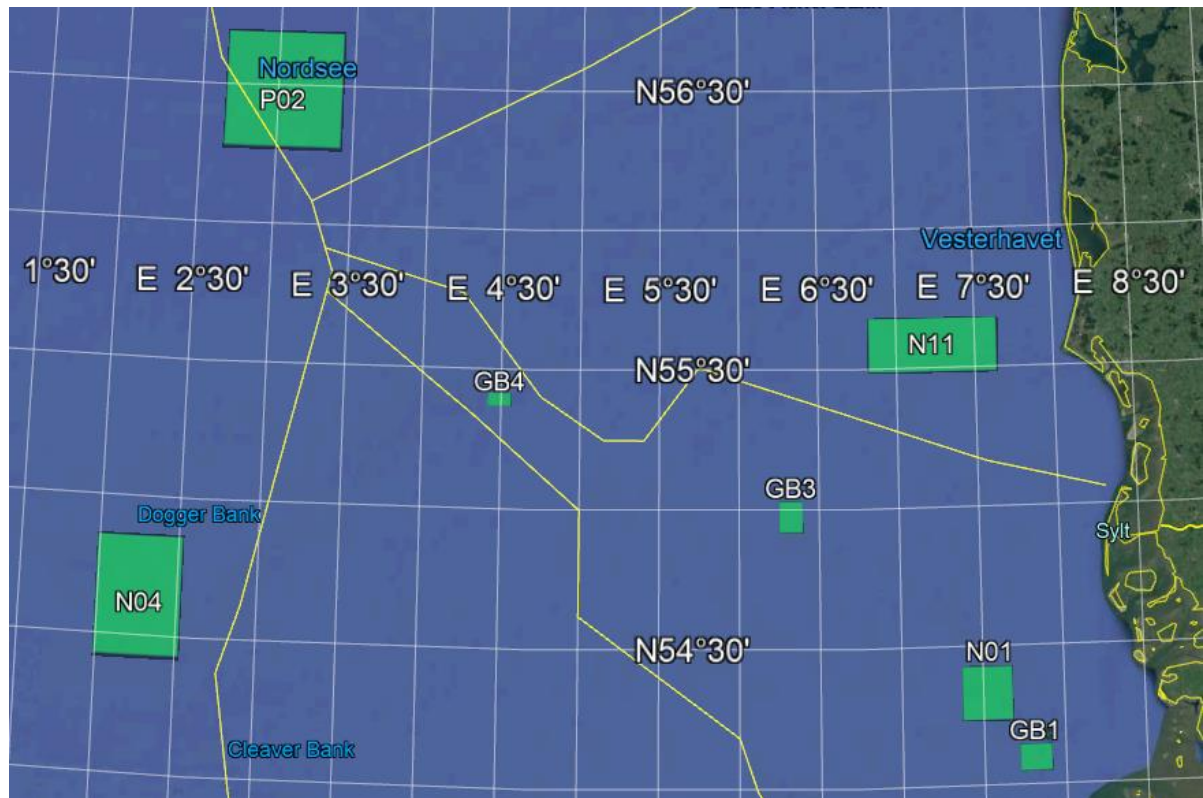 Nordsee
P02
N56°30'
Vesterhavet
1°30'
E 2°30'
E 3°30'
E 4°30'
E 5°30'
E 6°30'
E 7°30'
E 8°30'
N11
N55°30'
GB4
GB3
Dogger Bank
Sylt
N04
N54°30'
N01
GB1
Cleaver Bank